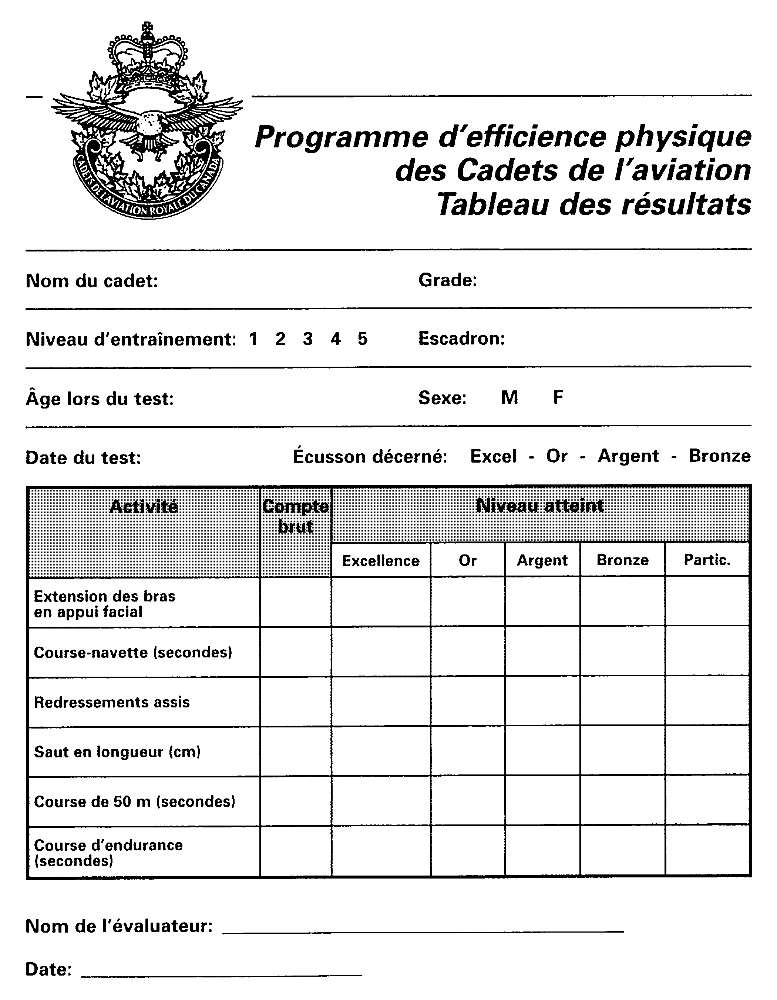 CADETS DE L'AVIATION ROYALE DU CANADA
Programme d'efficience physique
des Cadets de l'aviation
Tableau des résultats
Nom du cadet: Grade:
Niveau d'entraînement: 1 2 3 4 5 Escadron:
Âge lors du test: Sexe: M F
Date du test: Écusson décerné: Excel - Or - Argent - Bronze
Activité Compte Niveau atteint
brut
Excellence Or Argent Bronze Partic.
Extension des bras
en appui facial
Course-navette (secondes)
Redressements assis
Saut en longueur (cm)
Course de 50 m (secondes)
Course d'endurance
(secondes)
Nom de l'évaluateur:
Date: